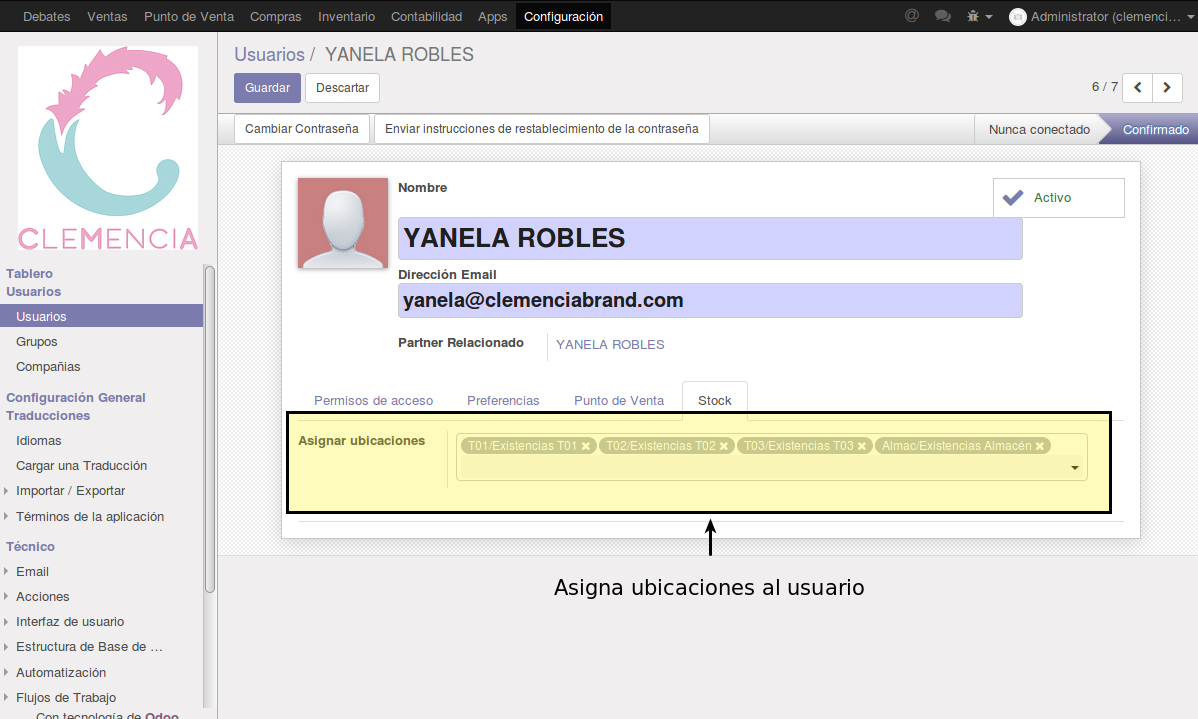 Debates Ventas Punto de Venta Compras Inventario Contabilidad Apps Configuración @ Administrator (clemenci...
CLEMENCIA
Tablero
Usuarios
Usuarios
Grupos
Compañias
Configuración General
Traducciones
Idiomas
Cargar una Traducción
Importar / Exportar
Términos de la aplicación
Técnico
Email
Acciones
Interfaz de usuario
Estructura de Base de ...
Automatización
Flujos de Trabajo
Con tecnología de Odoo
Usuarios / YANELA ROBLES
Guardar Descartar 6 / 7
Cambiar Contraseña Enviar instrucciones de restablecimiento de la contraseña Nunca conectado Confirmado
Nombre
Activo
YANELA ROBLES
Dirección Email
yanela@clemenciabrand.com
Partner Relacionado YANELA ROBLES
Permisos de acceso Preferencias Punto de Venta Stock
Asignar ubicaciones T01/Existencias T01 × T02/Existencias T02 × T03/Existencias T03 × Almac/Existencias Almacén ×
Asigna ubicaciones al usuario